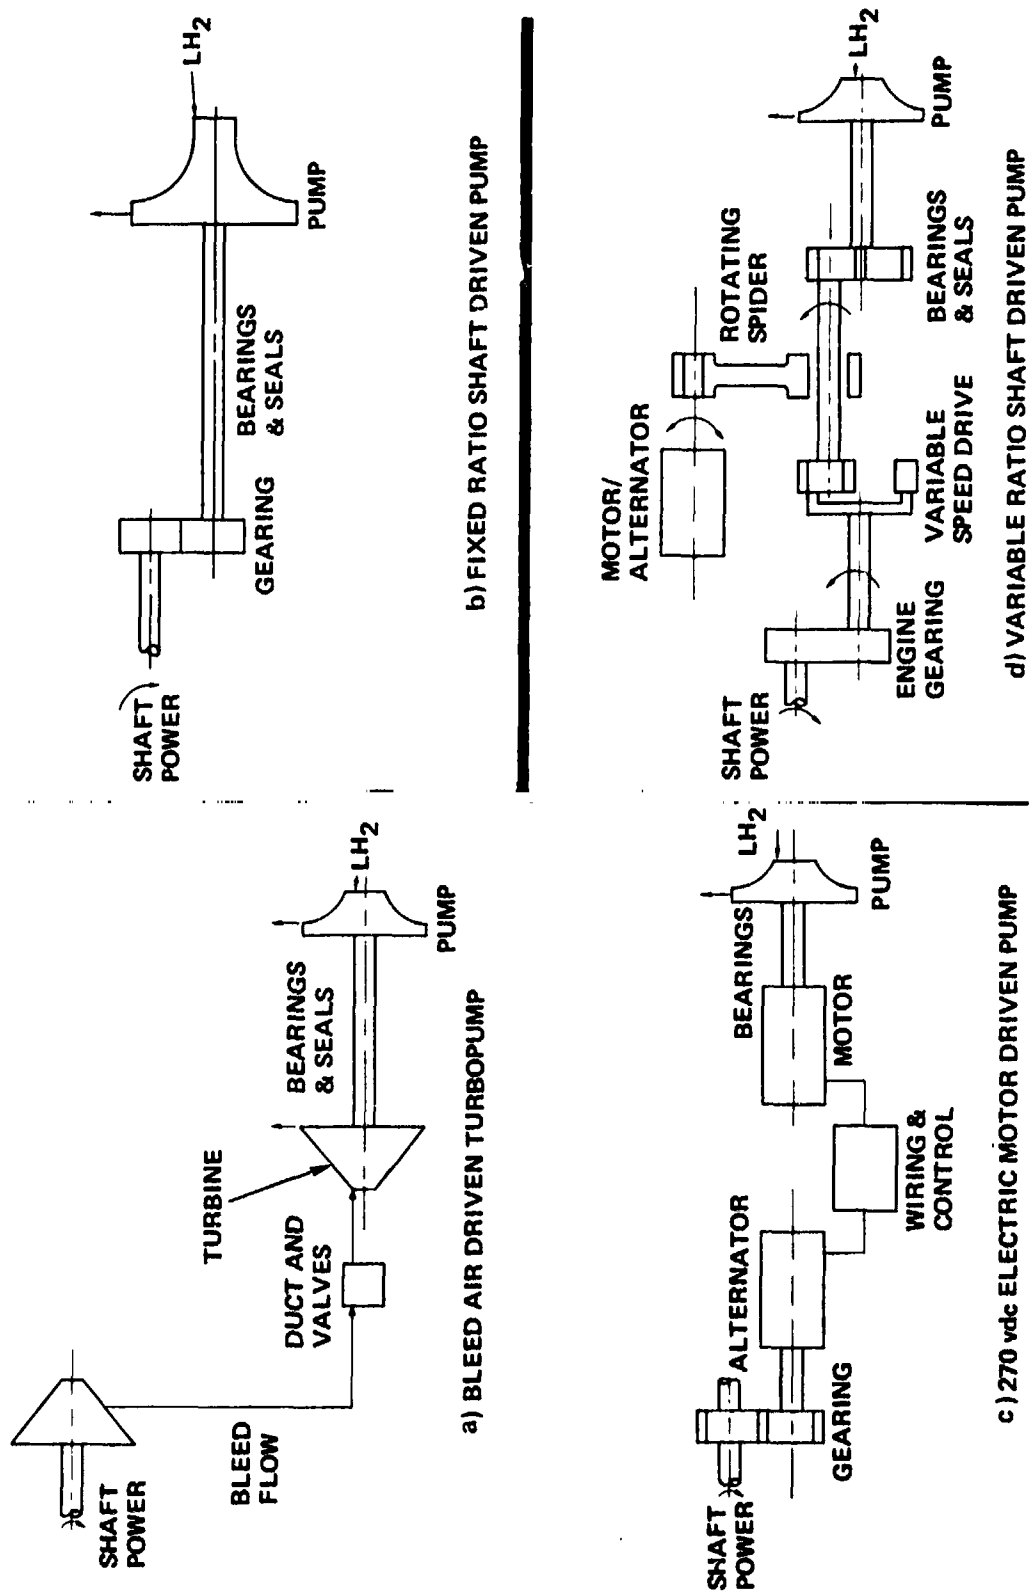 SHAFT
POWER
BLEED
FLOW
DUCT AND
VALVES
TURBINE
BEARINGS
& SEALS
PUMP
LH2
a) BLEED AIR DRIVEN TURBOPUMP
SHAFT
POWER
GEARING
BEARINGS
& SEALS
PUMP
LH2
b) FIXED RATIO SHAFT DRIVEN PUMP
SHAFT
POWER
GEARING
ALTERNATOR
WIRING &
CONTROL
MOTOR
BEARINGS
PUMP
LH2
c) 270 vdc ELECTRIC MOTOR DRIVEN PUMP
SHAFT
POWER
ENGINE
GEARING
MOTOR/
ALTERNATOR
VARIABLE
SPEED DRIVE
ROTATING
SPIDER
BEARINGS
& SEALS
PUMP
LH2
d) VARIABLE RATIO SHAFT DRIVEN PUMP